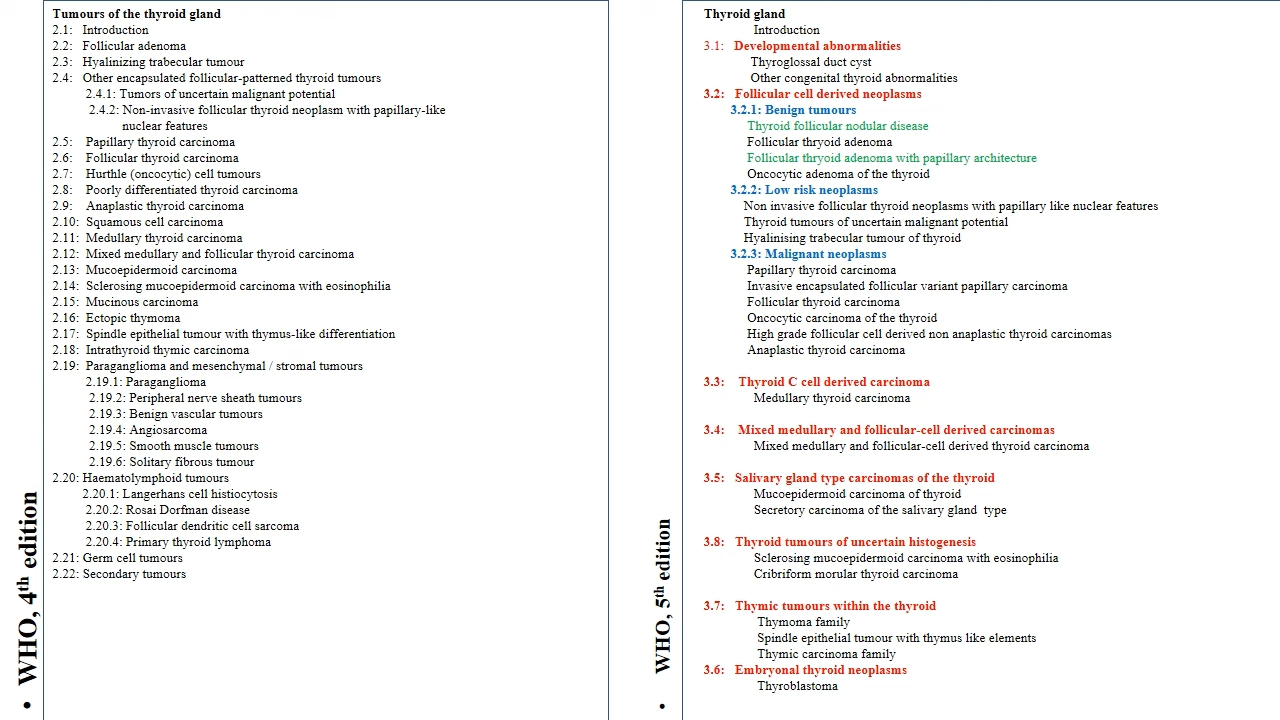 Tumours of the thyroid gland
2.1: Introduction
2.2: Follicular adenoma
2.3: Hyalinizing trabecular tumour
2.4: Other encapsulated follicular-patterned thyroid tumours
2.4.1: Tumors of uncertain malignant potential
2.4.2: Non-invasive follicular thyroid neoplasm with papillary-like
nuclear features
2.5: Papillary thyroid carcinoma
2.6: Follicular thyroid carcinoma
2.7: Hurthle (oncocytic) cell tumours
2.8: Poorly differentiated thyroid carcinoma
2.9: Anaplastic thyroid carcinoma
2.10: Squamous cell carcinoma
2.11: Medullary thyroid carcinoma
2.12: Mixed medullary and follicular thyroid carcinoma
2.13: Mucoepidermoid carcinoma
2.14: Sclerosing mucoepidermoid carcinoma with eosinophilia
2.15: Mucinous carcinoma
2.16: Ectopic thymoma
2.17: Spindle epithelial tumour with thymus-like differentiation
2.18: Intrathyroid thymic carcinoma
2.19: Paraganglioma and mesenchymal / stromal tumours
2.19.1: Paraganglioma
2.19.2: Peripheral nerve sheath tumours
2.19.3: Benign vascular tumours
2.19.4: Angiosarcoma
2.19.5: Smooth muscle tumours
2.19.6: Solitary fibrous tumour
2.20: Haematolymphoid tumours
2.20.1: Langerhans cell histiocytosis
2.20.2: Rosai Dorfman disease
2.20.3: Follicular dendritic cell sarcoma
2.20.4: Primary thyroid lymphoma
2.21: Germ cell tumours
2.22: Secondary tumours
• WHO, 4th edition
Thyroid gland
Introduction
3.1: Developmental abnormalities
Thyroglossal duct cyst
Other congenital thyroid abnormalities
3.2: Follicular cell derived neoplasms
3.2.1: Benign tumours
Thyroid follicular nodular disease
Follicular thryoid adenoma
Follicular thryoid adenoma with papillary architecture
Oncocytic adenoma of the thyroid
3.2.2: Low risk neoplasms
Non invasive follicular thyroid neoplasms with papillary like nuclear features
Thyroid tumours of uncertain malignant potential
Hyalinising trabecular tumour of thyroid
3.2.3: Malignant neoplasms
Papillary thyroid carcinoma
Invasive encapsulated follicular variant papillary carcinoma
Follicular thyroid carcinoma
Oncocytic carcinoma of the thyroid
High grade follicular cell derived non anaplastic thyroid carcinomas
Anaplastic thyroid carcinoma
3.3: Thyroid C cell derived carcinoma
Medullary thyroid carcinoma
3.4: Mixed medullary and follicular-cell derived carcinomas
Mixed medullary and follicular-cell derived thyroid carcinoma
3.5: Salivary gland type carcinomas of the thyroid
Mucoepidermoid carcinoma of thyroid
Secretory carcinoma of the salivary gland type
3.8: Thyroid tumours of uncertain histogenesis
Sclerosing mucoepidermoid carcinoma with eosinophilia
Cribriform morular thyroid carcinoma
3.7: Thymic tumours within the thyroid
Thymoma family
Spindle epithelial tumour with thymus like elements
Thymic carcinoma family
3.6: Embryonal thyroid neoplasms
Thyroblastoma
• WHO, 5th edition